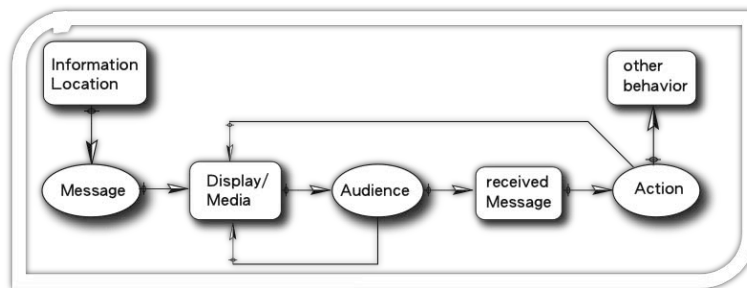 Information
Location
other
behavior
Message
Display/
Media
Audience
received
Message
Action